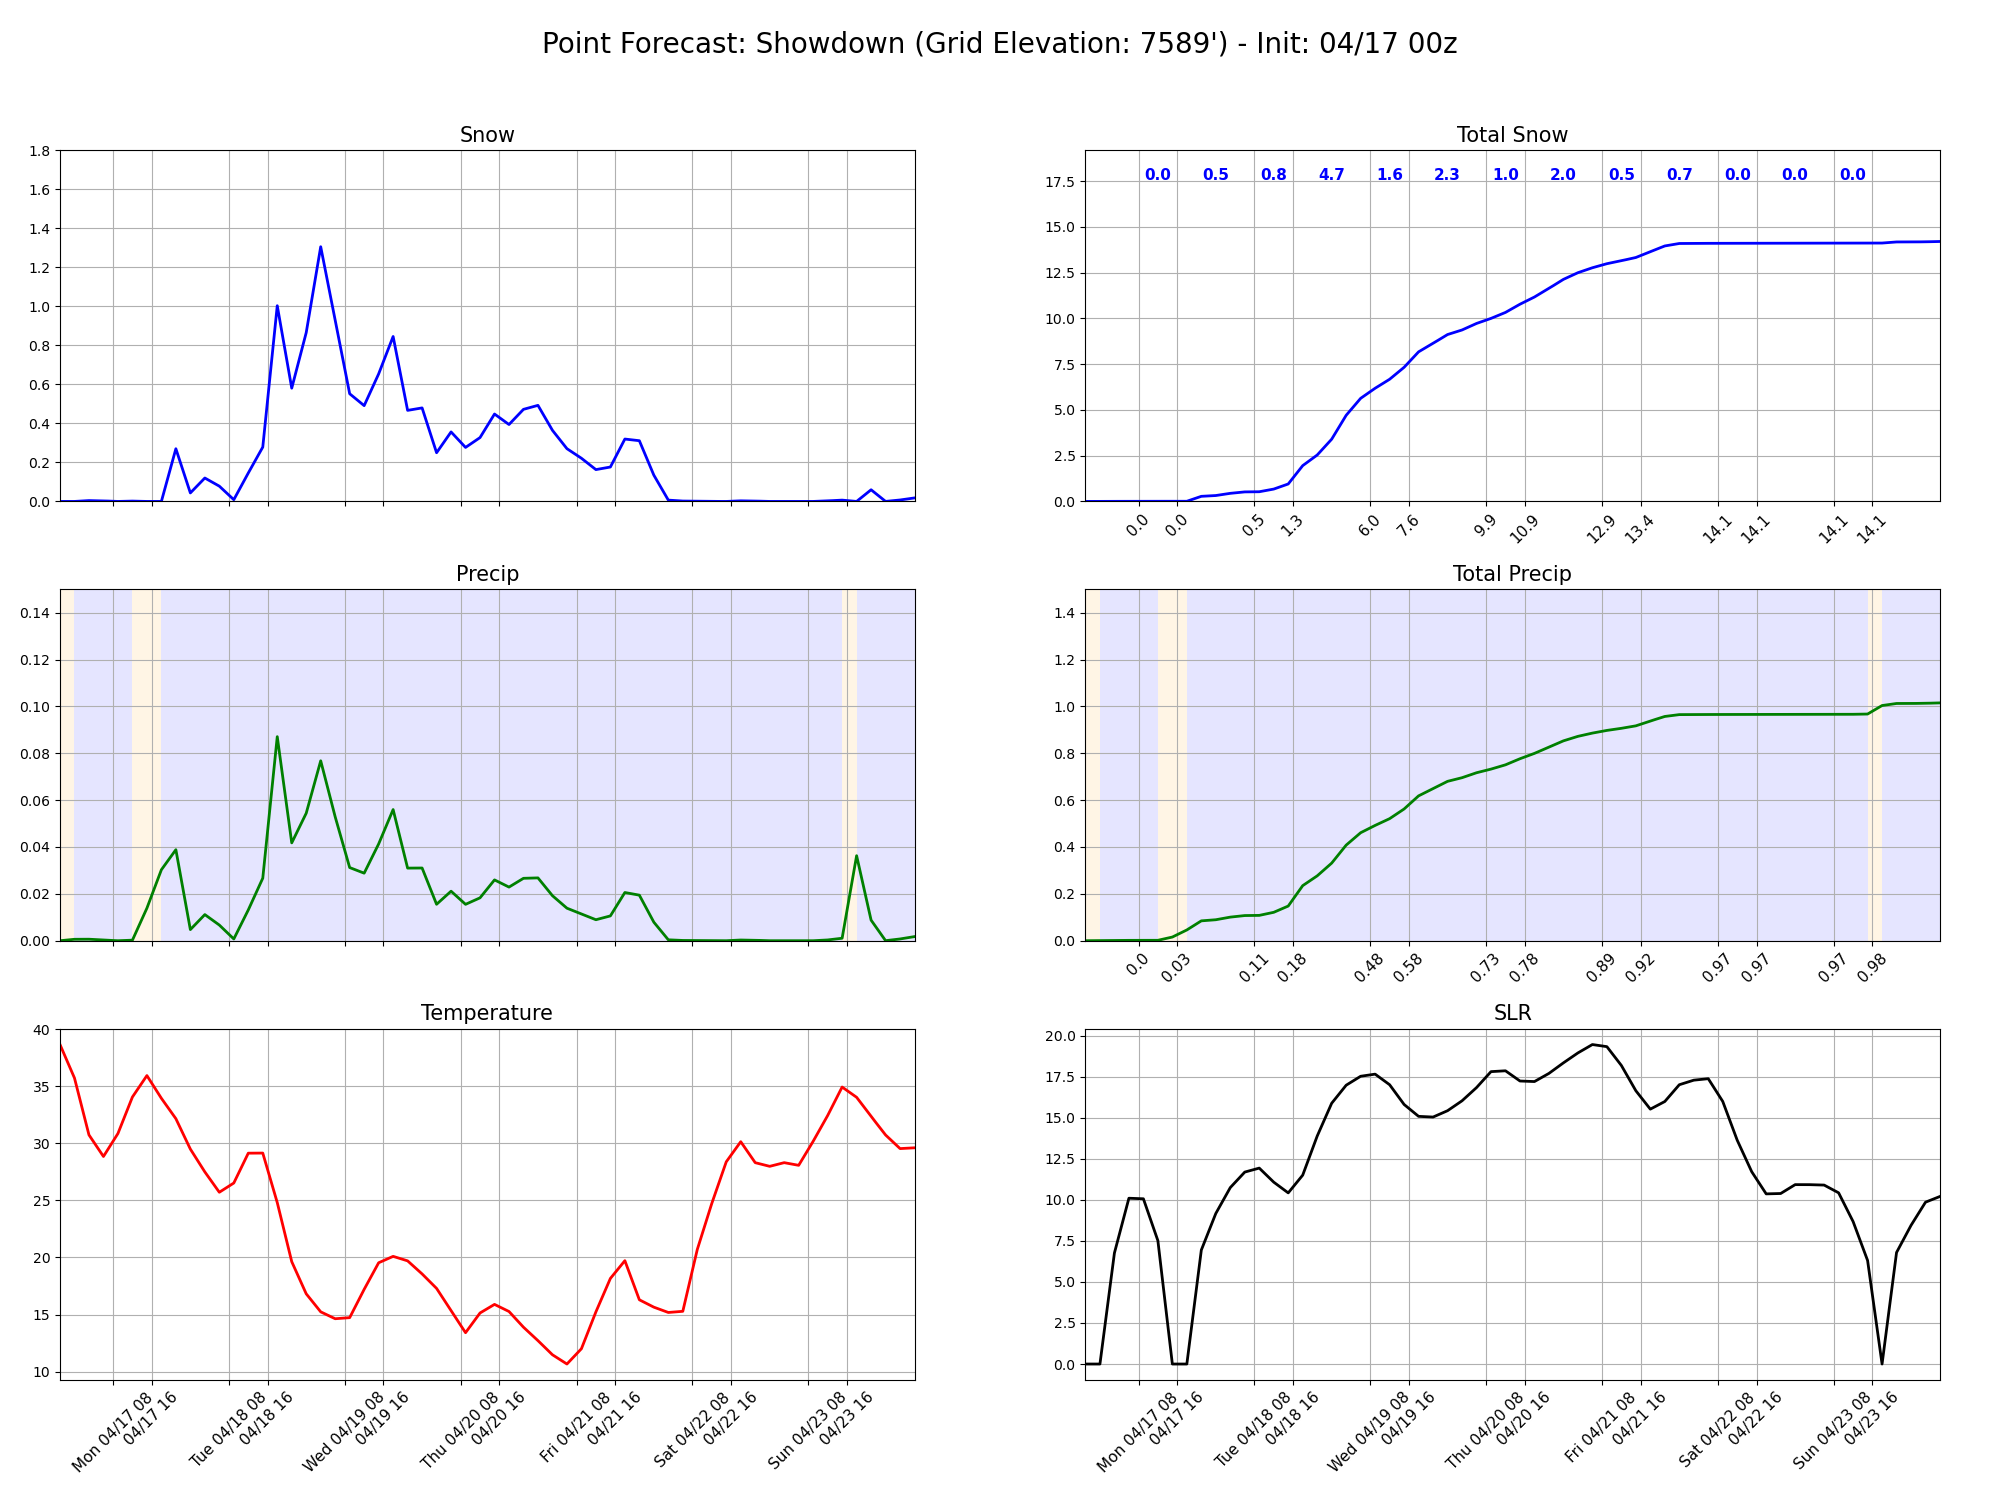 Point Forecast: Showdown (Grid Elevation: 7589') - Init: 04/17 00z
Snow
1.8
1.6
1.4
1.2
1.0
0.8
0.6
0.4
0.2
0.0
Total Snow
0.0 0.5 0.8 4.7 1.6 2.3 1.0 2.0 0.5 0.7 0.0 0.0 0.0
17.5
15.0
12.5
10.0
7.5
5.0
2.5
0.0
0.0 0.0 0.5 1.3 6.0 7.6 9.9 10.9 12.9 13.4 14.1 14.1 14.1 14.1
Precip
0.14
0.12
0.10
0.08
0.06
0.04
0.02
0.00
Total Precip
1.4
1.2
1.0
0.8
0.6
0.4
0.2
0.0
0.0 0.03 0.11 0.18 0.48 0.58 0.73 0.78 0.89 0.92 0.97 0.97 0.97 0.98
Temperature
40
35
30
25
20
15
10
Mon 04/17 08
04/17 16
Tue 04/18 08
04/18 16
Wed 04/19 08
04/19 16
Thu 04/20 08
04/20 16
Fri 04/21 08
04/21 16
Sat 04/22 08
04/22 16
Sun 04/23 08
04/23 16
SLR
20.0
17.5
15.0
12.5
10.0
7.5
5.0
2.5
0.0
Mon 04/17 08
04/17 16
Tue 04/18 08
04/18 16
Wed 04/19 08
04/19 16
Thu 04/20 08
04/20 16
Fri 04/21 08
04/21 16
Sat 04/22 08
04/22 16
Sun 04/23 08
04/23 16